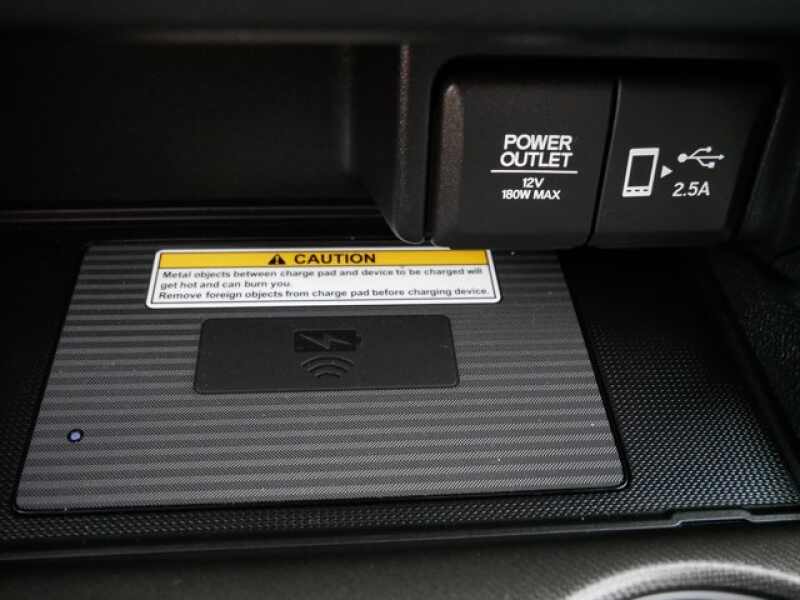 POWER
OUTLET
12V
180W MAX
2.5A
CAUTION
Metal objects between charge pad and device to be charged will
get hot and can burn you.
Remove foreign objects from charge pad before charging device.